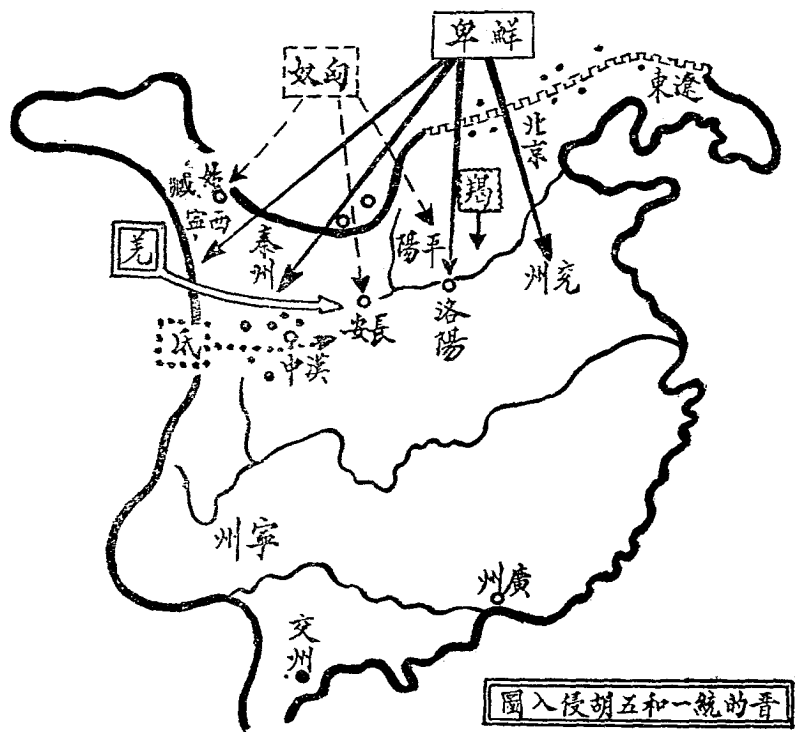 鮮卑
匈奴
遼東
北京
羯
姑臧
西寧
羌
秦州
平陽
兗州
長安
洛陽
氐
漢中
寧州
廣州
交州
晋的統一和五胡侵入圖